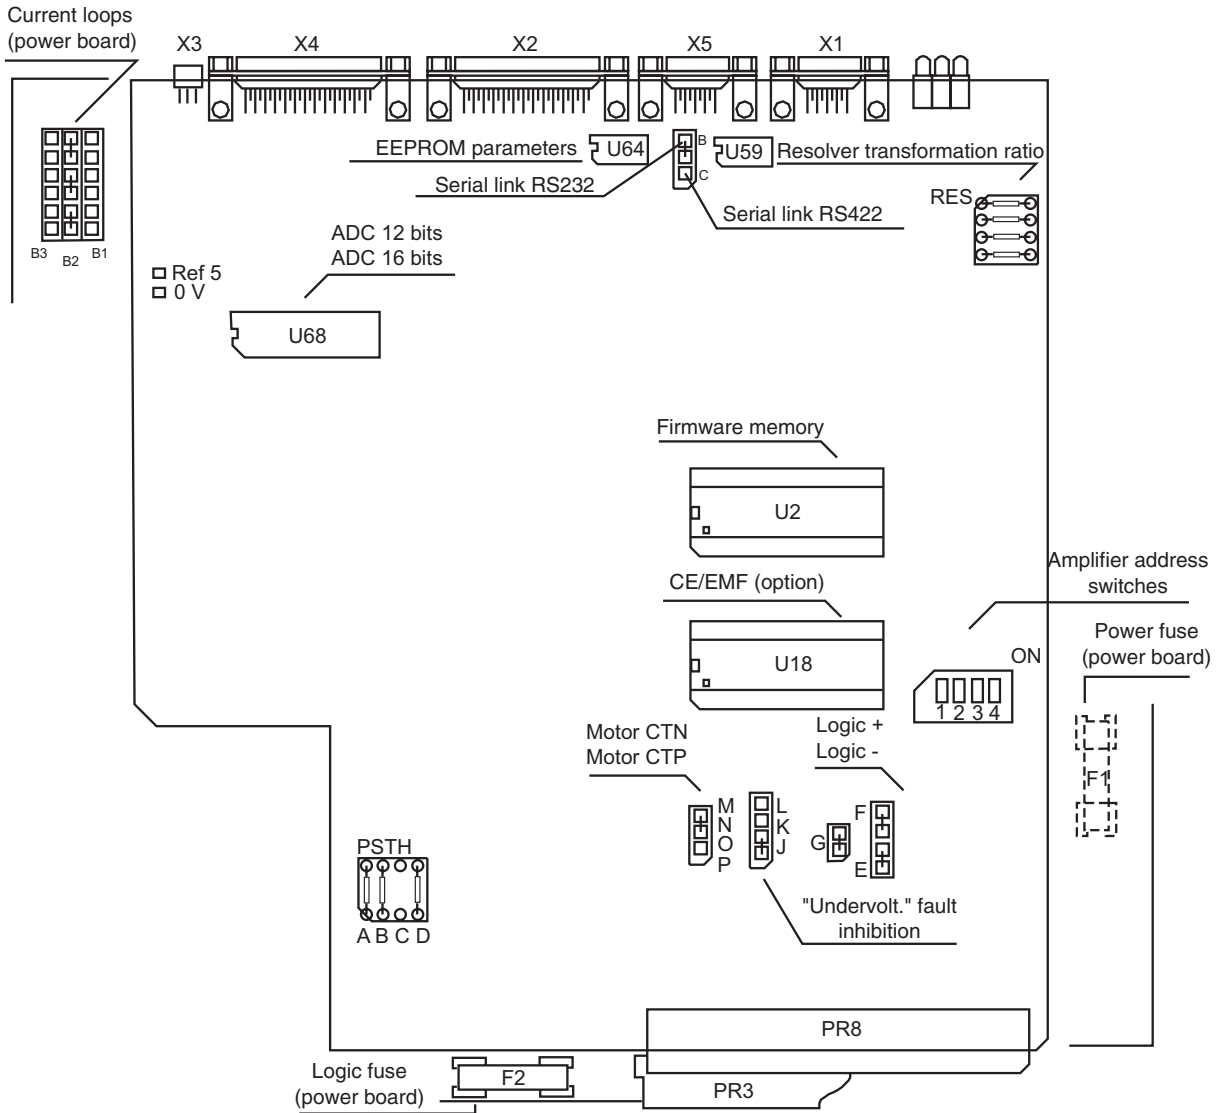 Current loops
(power board)
X3 X4 X2 X5 X1
EEPROM parameters
U64
B
U59
Resolver transformation ratio
Serial link RS232
C
RES
Serial link RS422
ADC 12 bits
ADC 16 bits
B3 B2 B1
Ref 5
0 V
U68
Firmware memory
U2
Amplifier address
switches
CE/EMF (option)
U18
Power fuse
(power board)
ON
1 2 3 4
Motor CTN
Motor CTP
Logic +
Logic -
F1
M
N
O
P
L
K
J
G
F
E
PSTH
A B C D
"Undervolt." fault
inhibition
PR8
Logic fuse
(power board)
F2
PR3